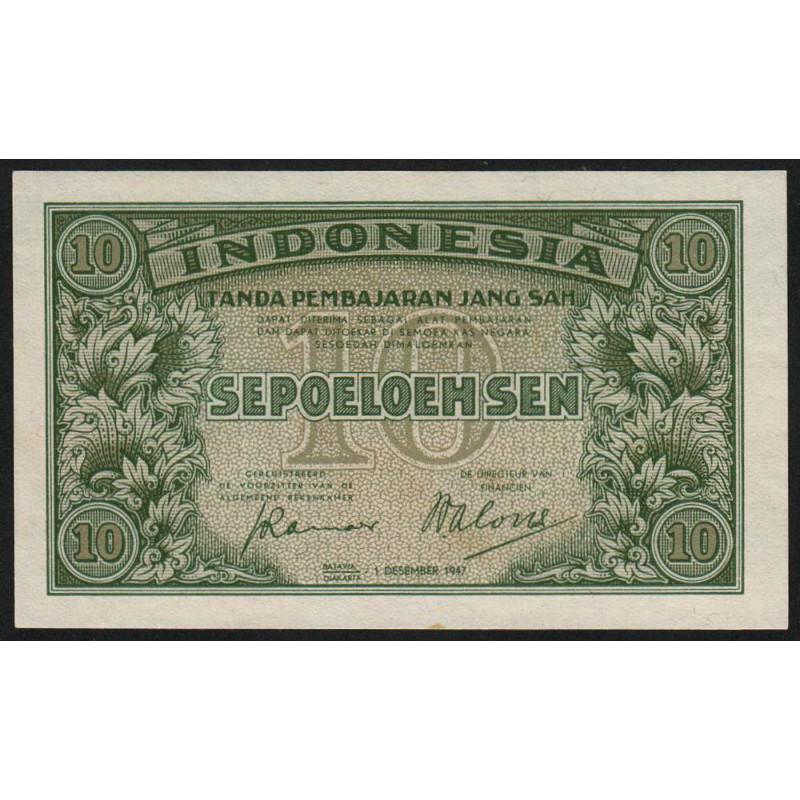 10 10
INDONESIA
TANDA PEMBAJARAN JANG SAH
DAPAT DITERIMA SEBAGAI ALAT PEMBAJARAN
DAN DAPAT DITOEKAR DI SEMOEA KAS NEGARA
SESOEDAH DIMALOEMKAN
10
SEPOELOEH SEN
GEREGISTREERD
DE VOORZITTER VAN DE
ALGEMEENE REKENKAMER
DE DIRECTEUR VAN
FINANCIEN
10 10
BATAVIA
DJAKARTA
1 DESEMBER 1947